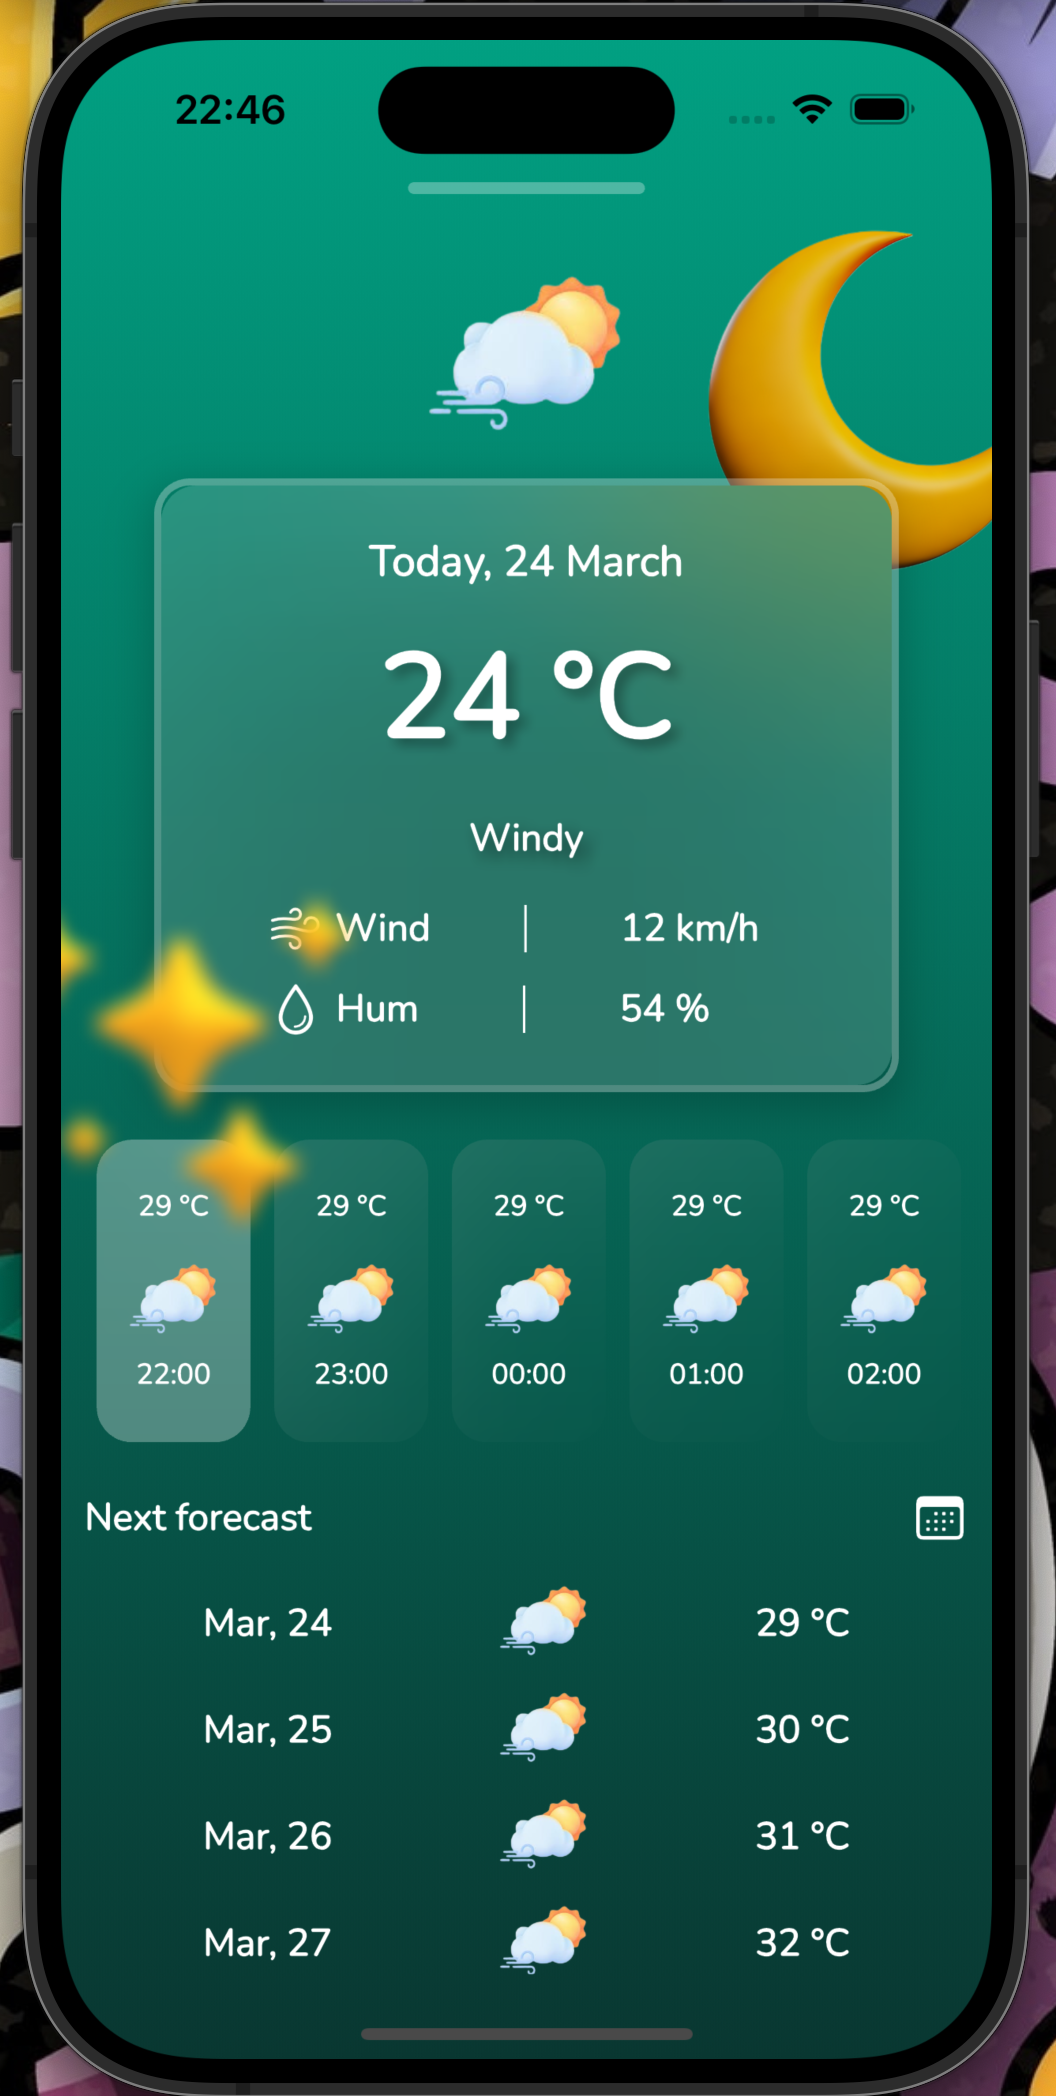 22:46
Today, 24 March
24 °C
Windy
Wind | 12 km/h
Hum | 54 %
29 °C 29 °C 29 °C 29 °C 29 °C
22:00 23:00 00:00 01:00 02:00
Next forecast
Mar, 24 29 °C
Mar, 25 30 °C
Mar, 26 31 °C
Mar, 27 32 °C